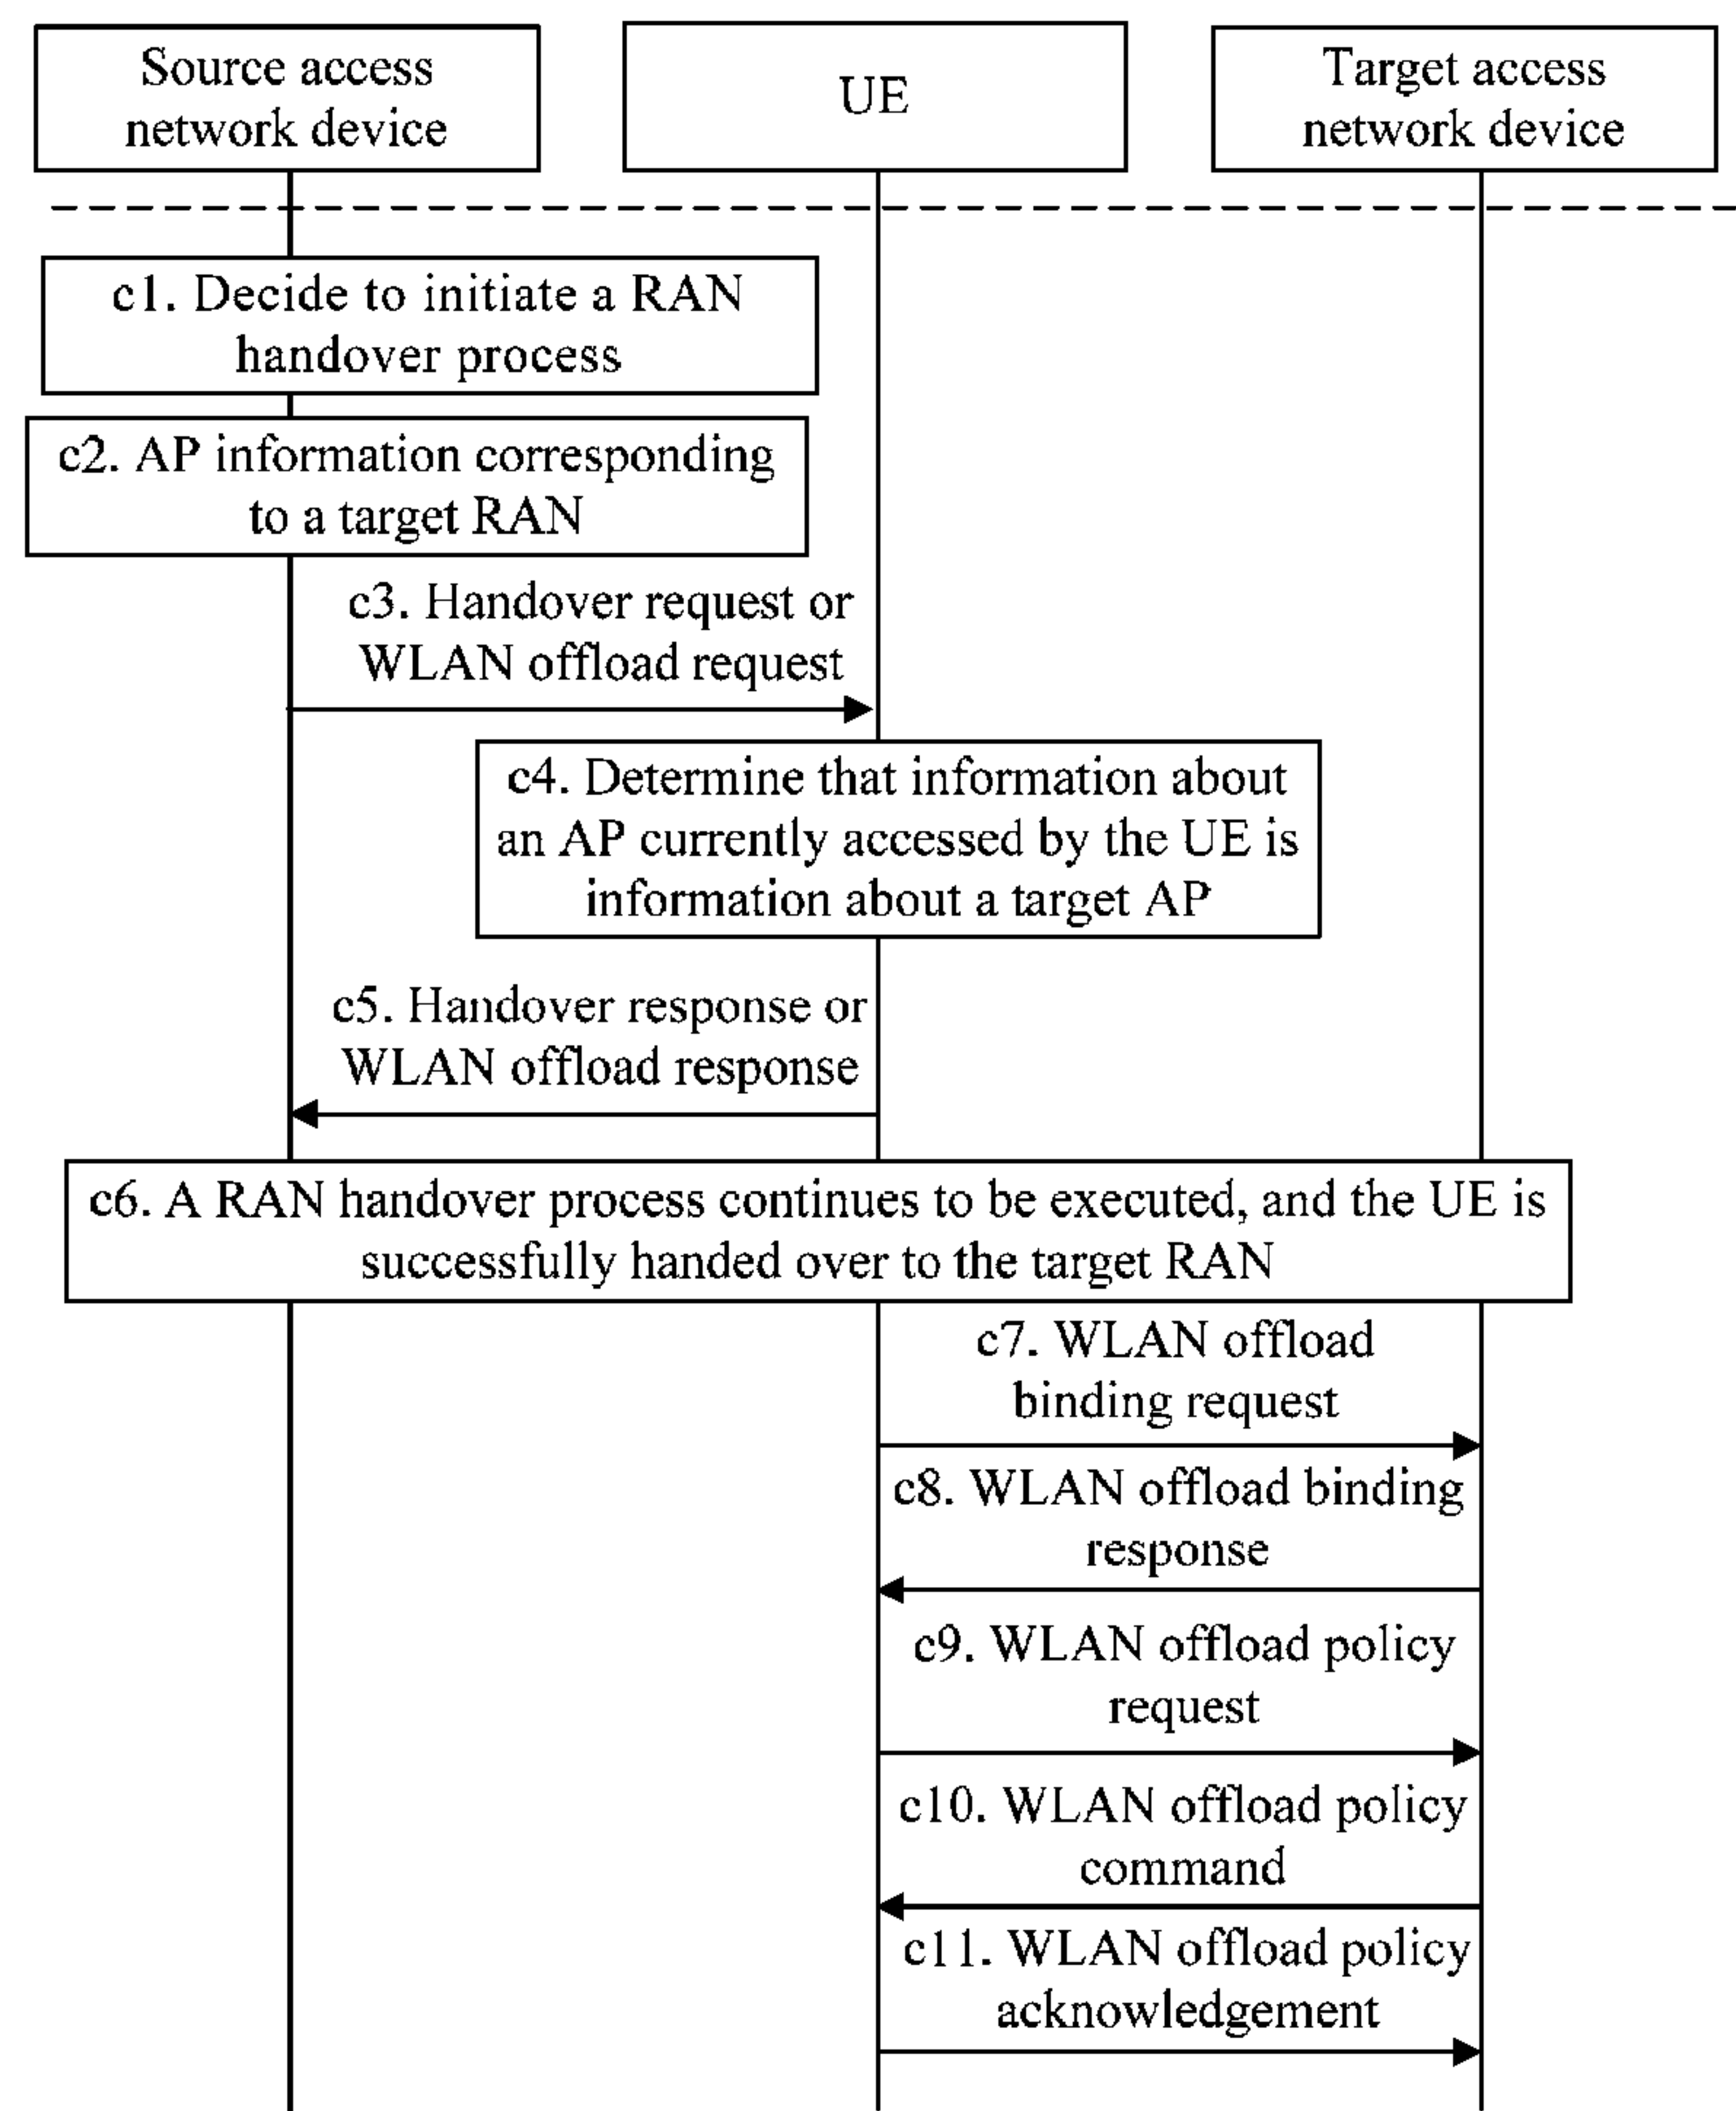 Source access
network device
UE
Target access
network device
c1. Decide to initiate a RAN
handover process
c2. AP information corresponding
to a target RAN
c3. Handover request or
WLAN offload request
c4. Determine that information about
an AP currently accessed by the UE is
information about a target AP
c5. Handover response or
WLAN offload response
c6. A RAN handover process continues to be executed, and the UE is
successfully handed over to the target RAN
c7. WLAN offload
binding request
c8. WLAN offload binding
response
c9. WLAN offload policy
request
c10. WLAN offload policy
command
c11. WLAN offload policy
acknowledgement